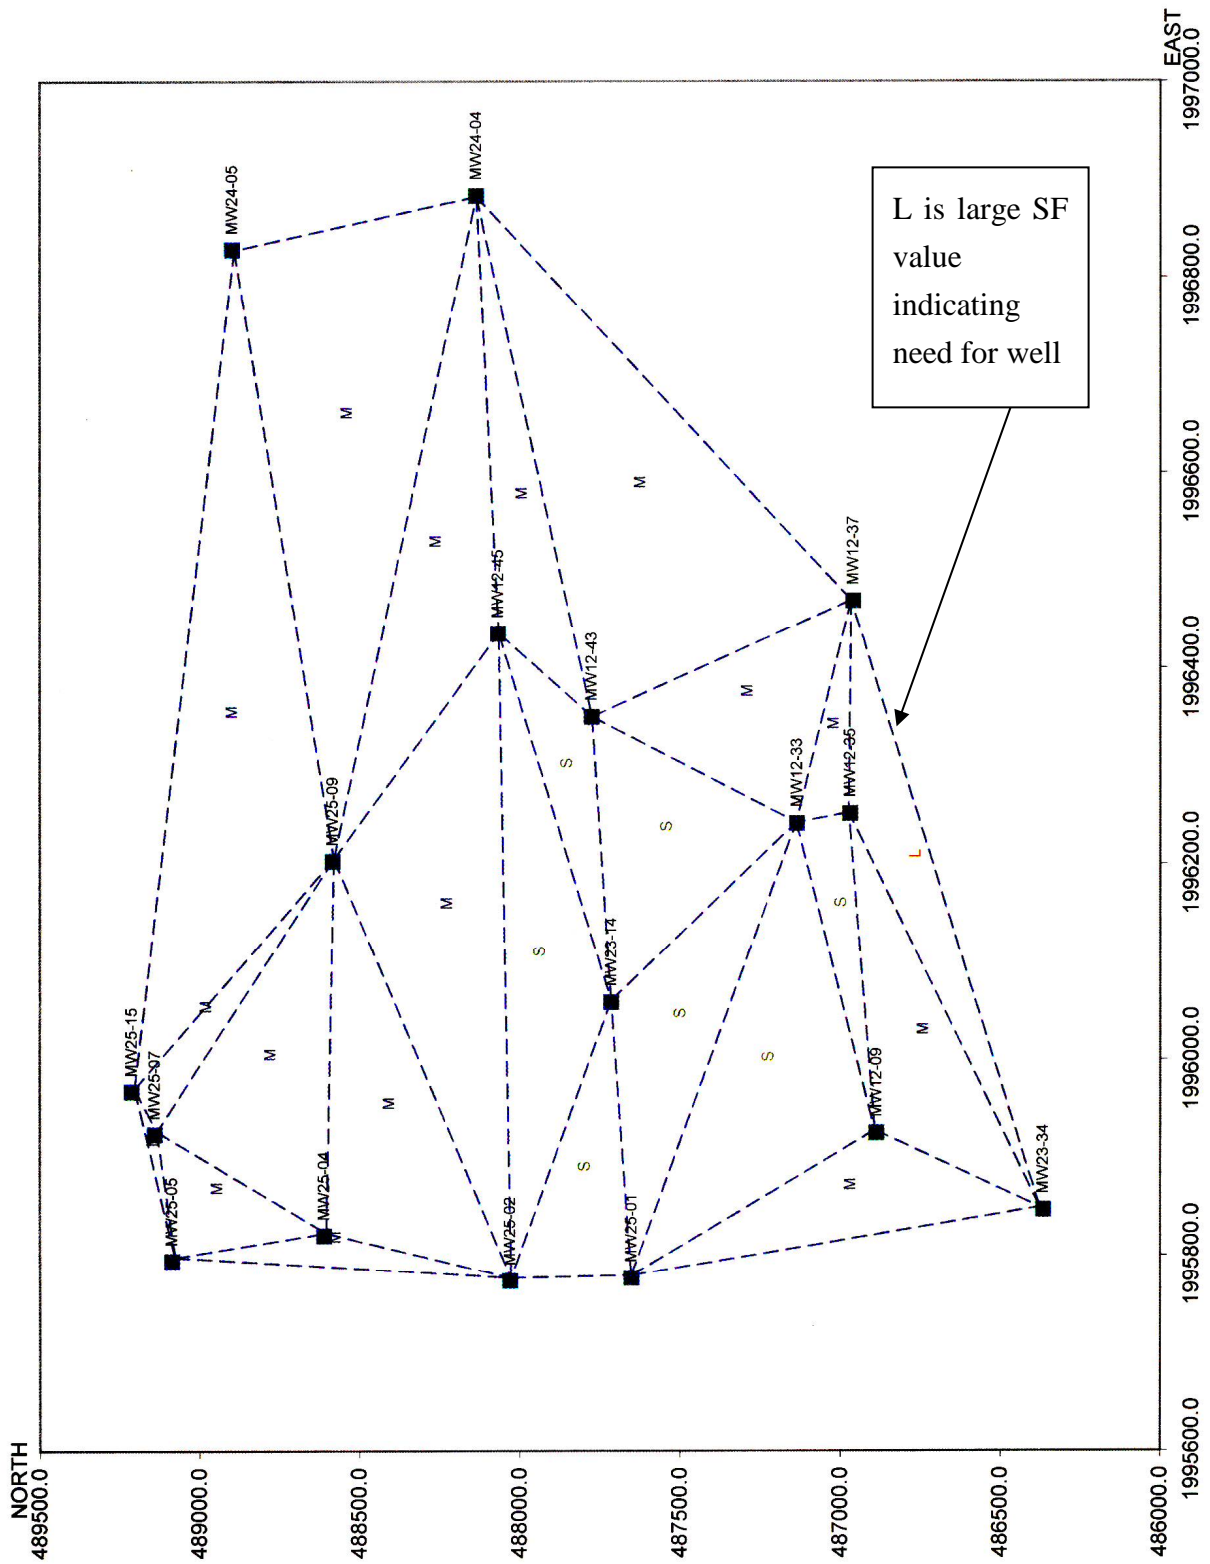 NORTH
489500.0
489000.0
488500.0
488000.0
487500.0
487000.0
486500.0
486000.0
EAST
1997000.0
1996800.0
1996600.0
1996400.0
1996200.0
1996000.0
1995800.0
1995600.0
MW24-05
MW24-04
L is large SF
value
indicating
need for well
M
M
M
M
M
MW12-45
MW12-37
MW12-43
M
M
M
MW25-09
MW12-33
MW12-35
S
S
L
M
S
S
MW23-14
M
S
M
M
S
MW25-15
MW25-07
MW12-09
M
S
M
M
MW25-05
MW25-04
M
MW25-02
MW25-01
MW23-34